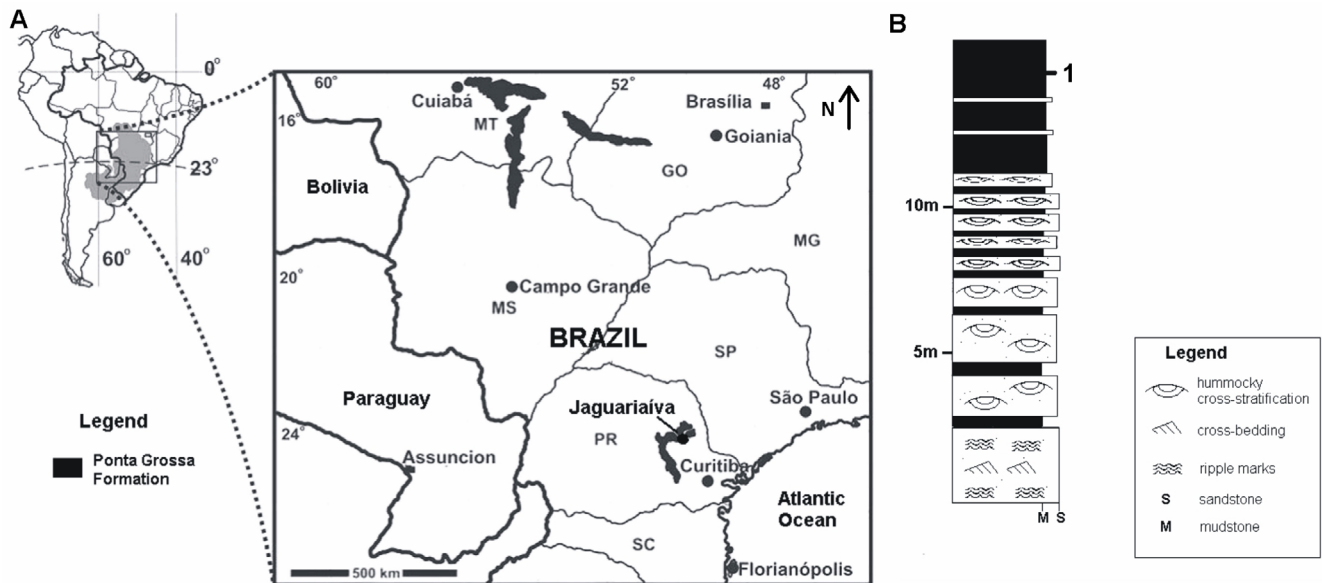 A
0°
23°
60°
40°
Legend
Ponta Grossa
Formation
60°
52°
48°
16°
20°
24°
N
Cuiabá
MT
Brasília
Goiania
GO
Bolivia
MG
Campo Grande
MS
BRAZIL
SP
Paraguay
São Paulo
Jaguariaíva
PR
Assuncion
Curitiba
Atlantic
Ocean
SC
500 km
Florianópolis
B
1
10m
5m
M S
Legend
hummocky
cross-stratification
cross-bedding
ripple marks
S sandstone
M mudstone